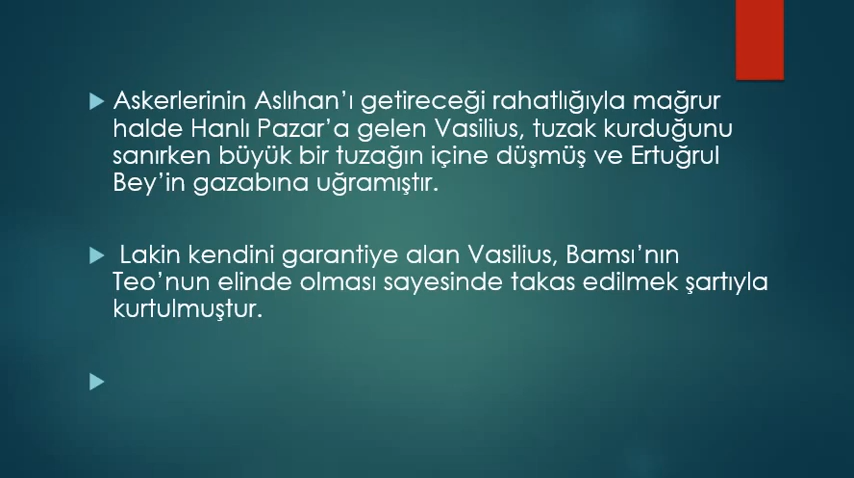 Askerlerinin Aslıhan’ı getireceği rahatlığıyla mağrur
halde Hanlı Pazar’a gelen Vasilius, tuzak kurduğunu
sanırken büyük bir tuzağın içine düşmüş ve Ertuğrul
Bey’in gazabına uğramıştır.
Lakin kendini garantiye alan Vasilius, Bamsı’nın
Teo’nun elinde olması sayesinde takas edilmek şartıyla
kurtulmuştur.